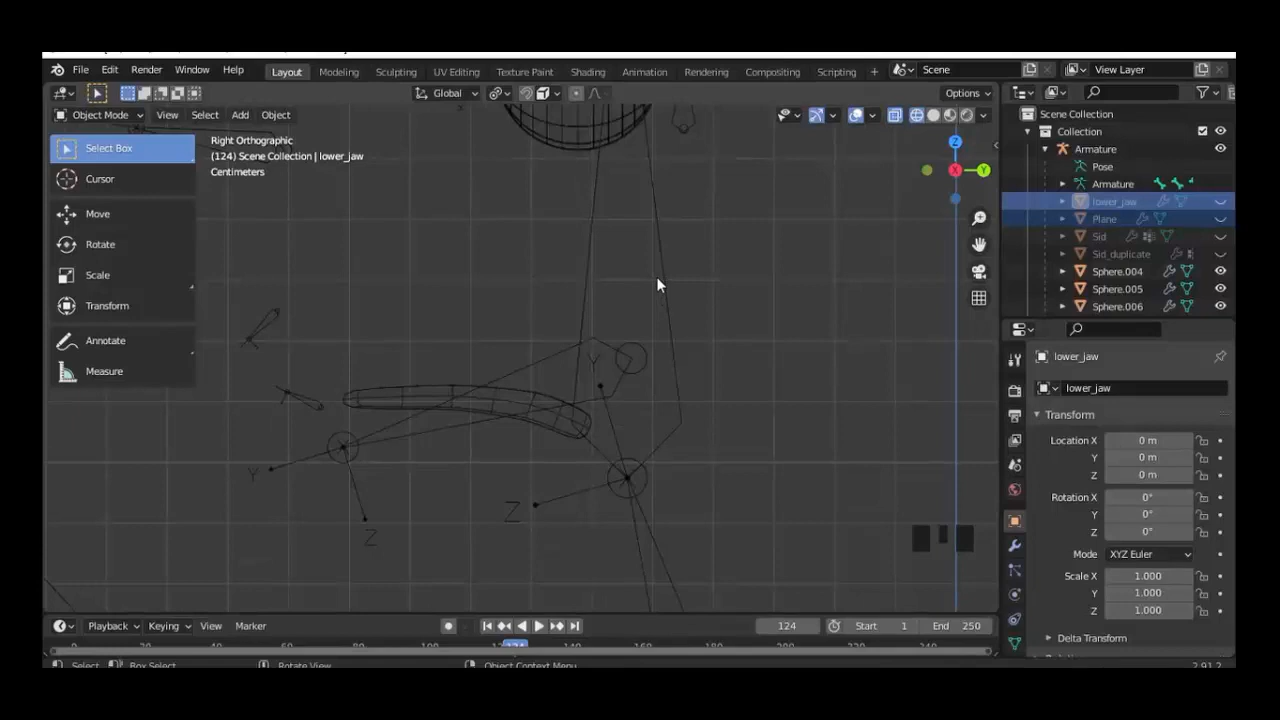 File Edit Render Window Help Layout Modeling Sculpting UV Editing Texture Paint Shading Animation Rendering Compositing Scripting + Scene View Layer
Global Options
Object Mode View Select Add Object
Select Box
Cursor
Move
Rotate
Scale
Transform
Annotate
Measure
Right Orthographic
(124) Scene Collection | lower_jaw
Centimeters
Z
X
Y
Y
Y
Z
Z
Scene Collection
Collection
Armature
Pose
Armature
lower_jaw
Plane
Sid
Sid_duplicate
Sphere.004
Sphere.005
Sphere.006
lower_jaw
lower_jaw
Transform
Location X 0 m
Y 0 m
Z 0 m
Rotation X 0°
Y 0°
Z 0°
Mode XYZ Euler
Scale X 1.000
Y 1.000
Z 1.000
Delta Transform
Playback Keying View Marker 124 Start 1 End 250
Select Box Select Rotate View Object Context Menu 2.91.2